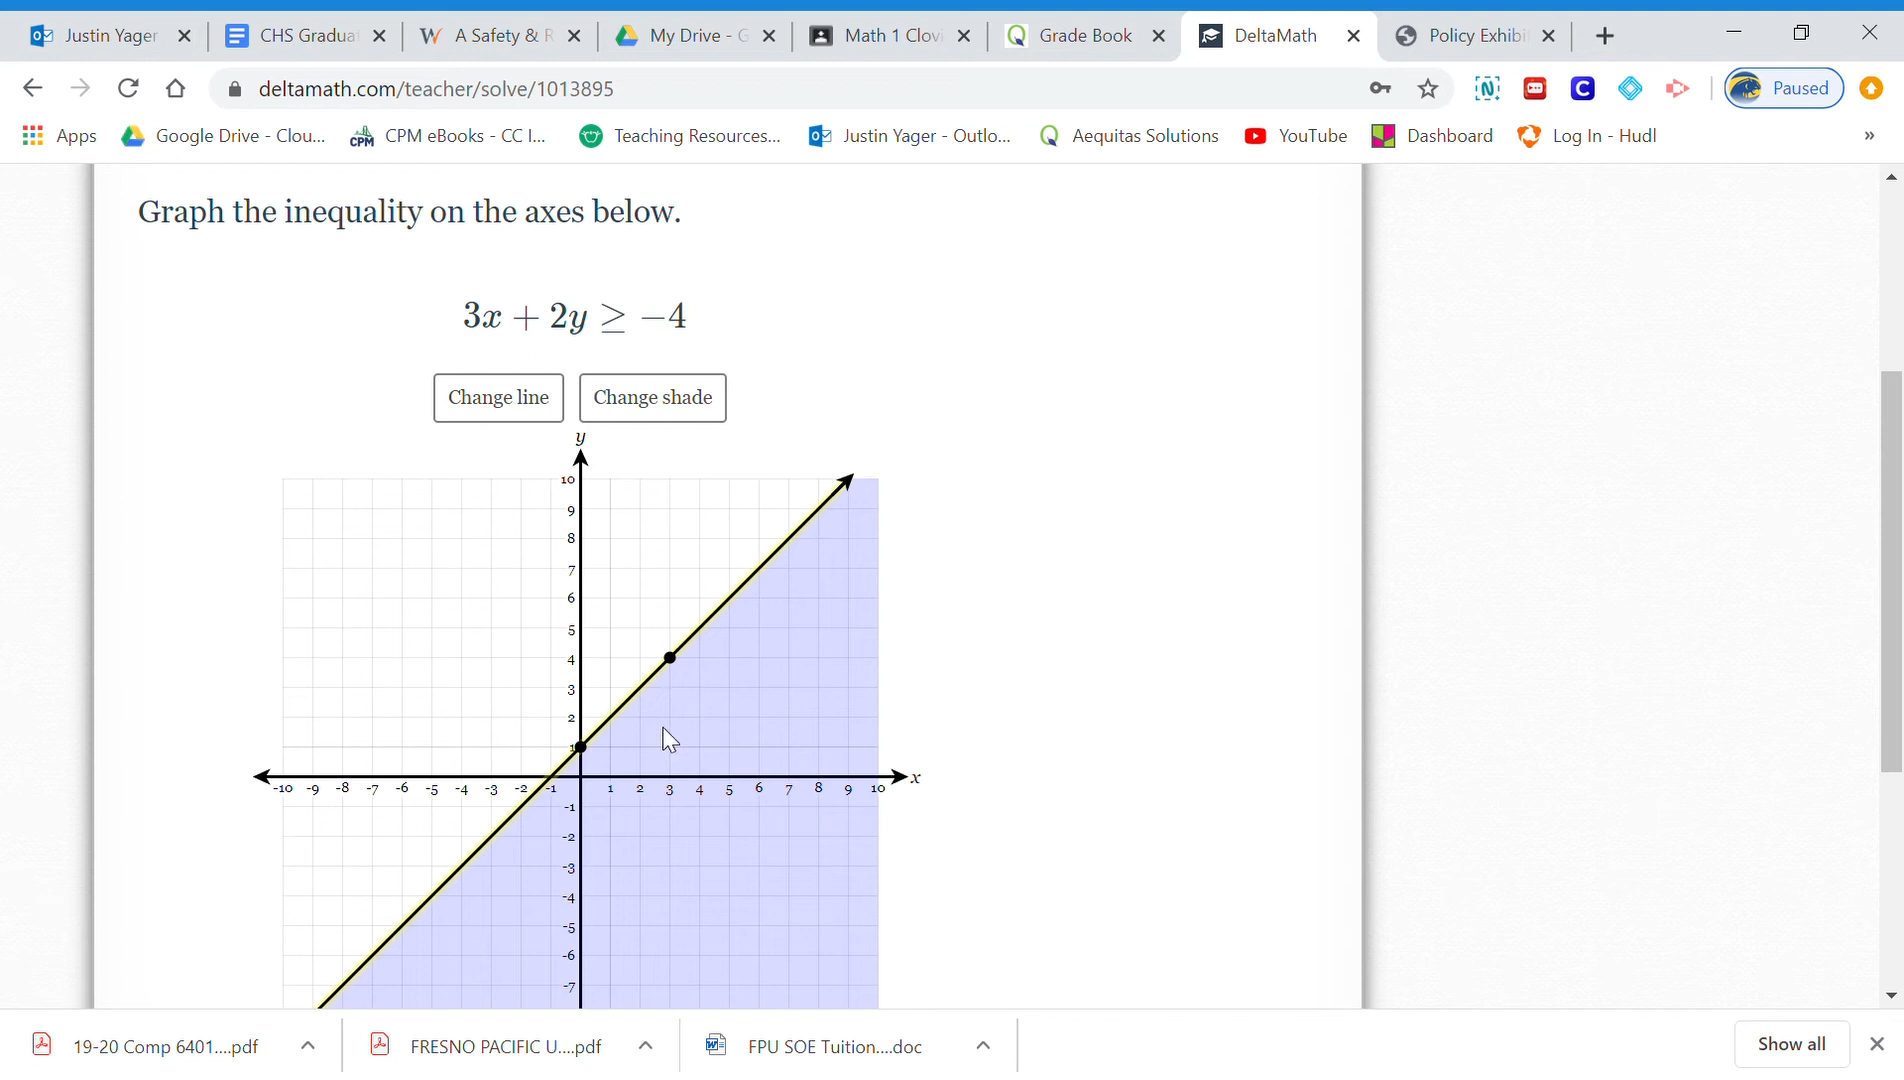 Justin Yager
CHS Gradua
A Safety & R
My Drive - G
Math 1 Clovi
Grade Book
DeltaMath
Policy Exhibi
deltamath.com/teacher/solve/1013895
Paused
Apps
Google Drive - Clou...
CPM
CPM eBooks - CC I...
Teaching Resources...
Justin Yager - Outlo...
Aequitas Solutions
YouTube
Dashboard
Log In - Hudl
»
Graph the inequality on the axes below.
3x + 2y ≥ −4
Change line
Change shade
y
10
9
8
7
6
5
4
3
2
1
x
-10 -9 -8 -7 -6 -5 -4 -3 -2 -1 1 2 3 4 5 6 7 8 9 10
-1
-2
-3
-4
-5
-6
-7
19-20 Comp 6401....pdf
FRESNO PACIFIC U....pdf
FPU SOE Tuition....doc
Show all